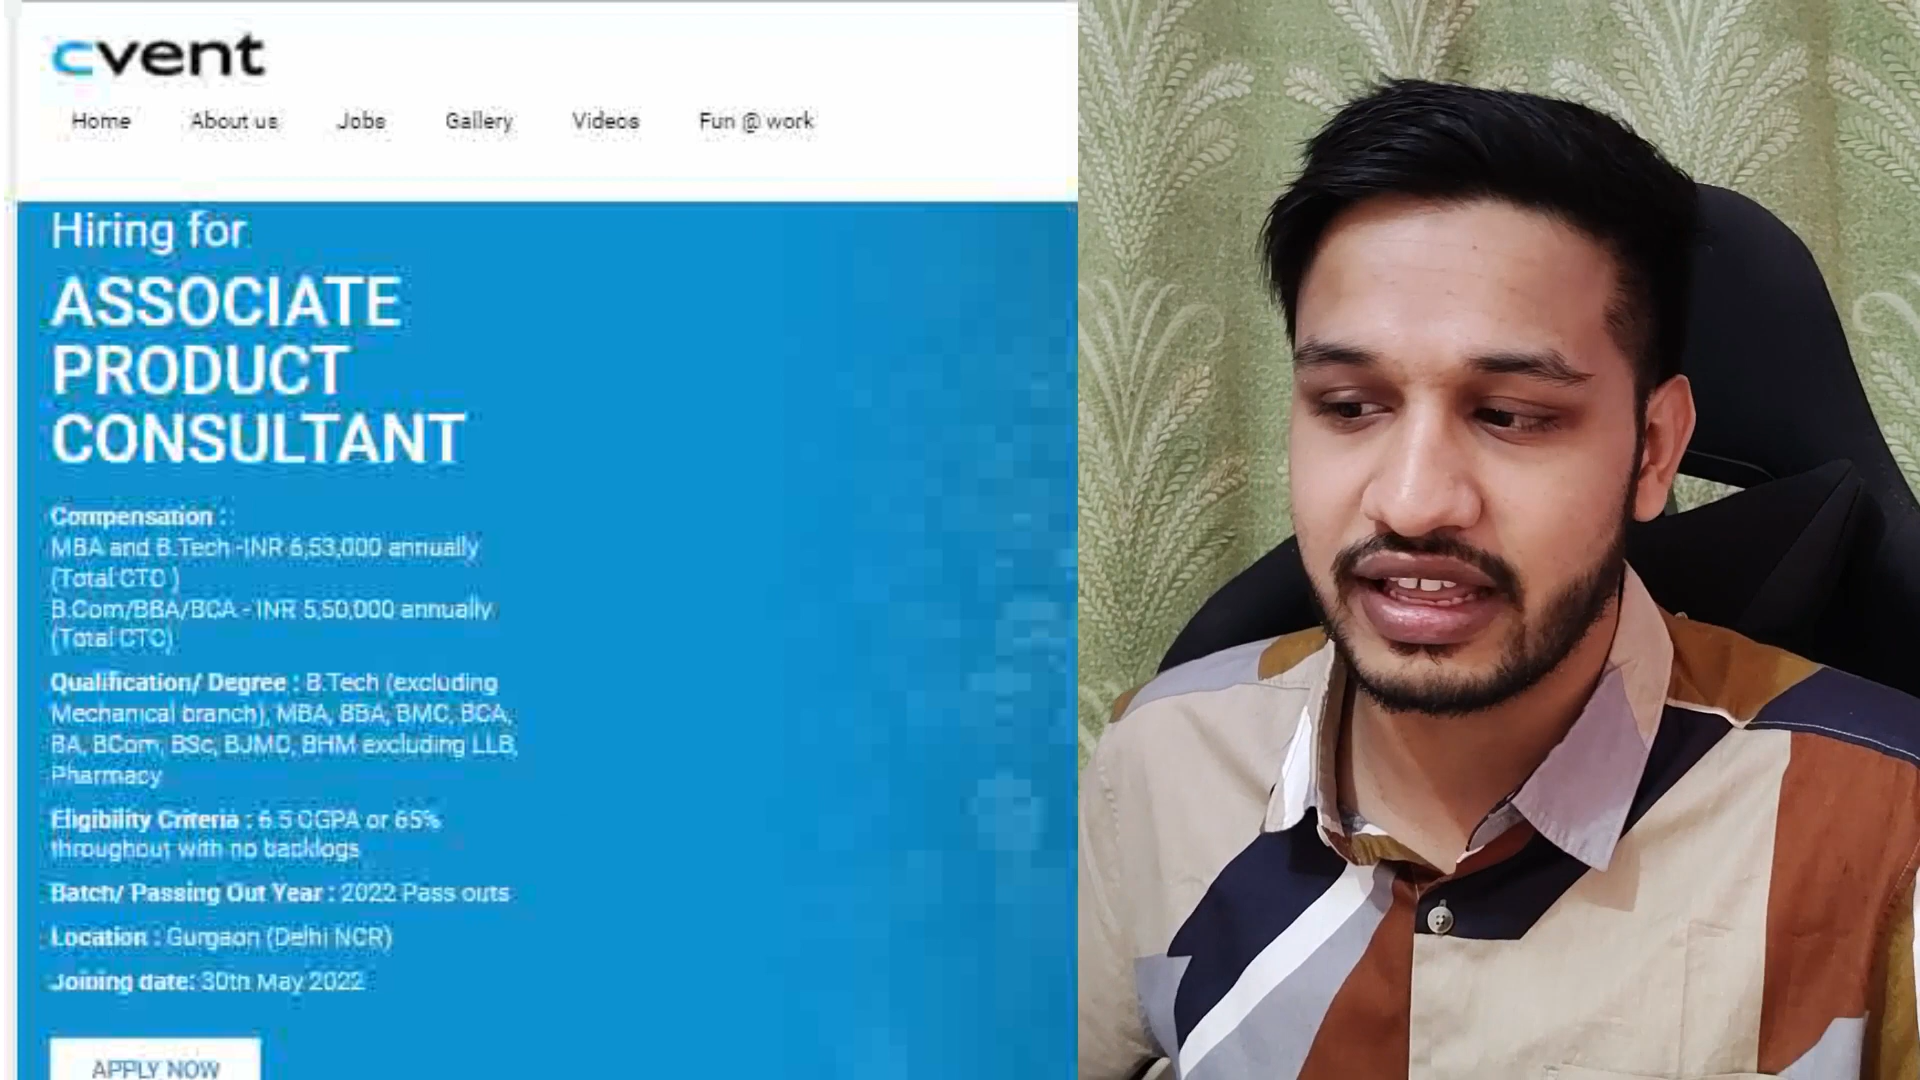 cvent
Home About us Jobs Gallery Videos Fun @ work
Hiring for
ASSOCIATE
PRODUCT
CONSULTANT
Compensation :
MBA and B.Tech -INR 6,53,000 annually
(Total CTC )
B.Com/BBA/BCA - INR 5,50,000 annually
(Total CTC)
Qualification/ Degree : B.Tech (excluding
Mechanical branch), MBA, BBA, BMC, BCA,
BA, BCom, BSc, BJMC, BHM excluding LLB,
Pharmacy
Eligibility Criteria : 6.5 CGPA or 65%
throughout with no backlogs
Batch/ Passing Out Year : 2022 Pass outs
Location : Gurgaon (Delhi NCR)
Joining date: 30th May 2022
APPLY NOW